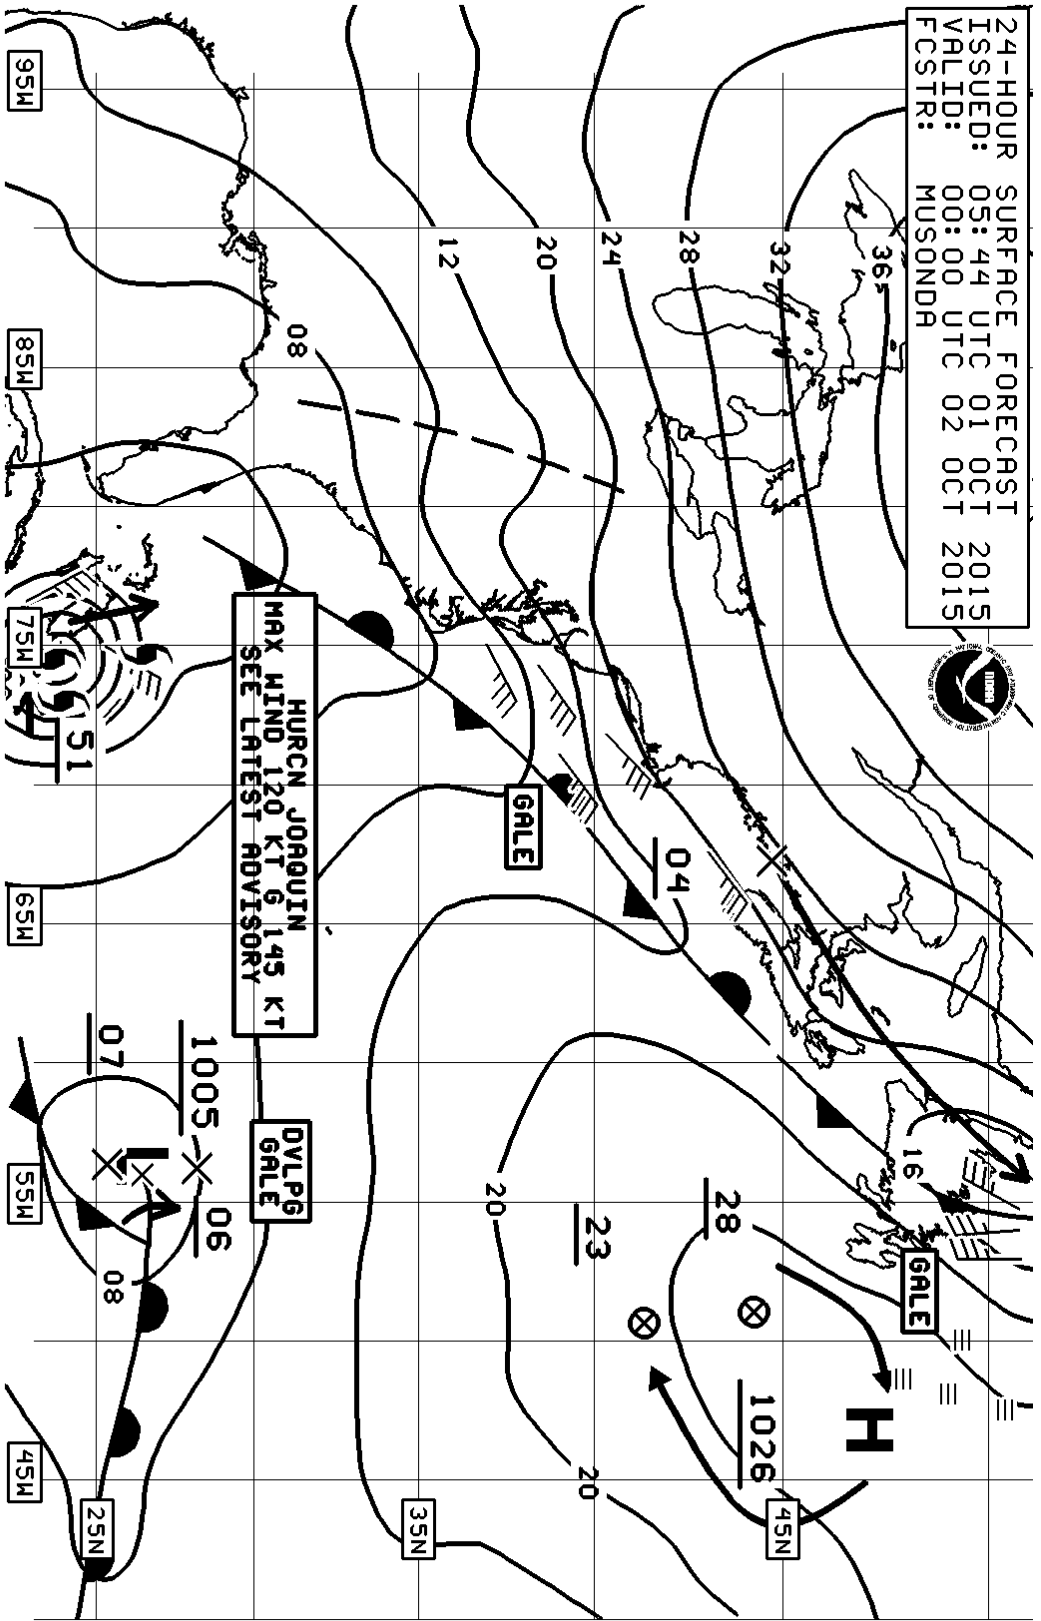 24-HOUR SURFACE FORECAST
ISSUED: 05:44 UTC 01 OCT 2015
VALID: 00:00 UTC 02 OCT 2015
FCSTR: MUSONDA
NOAA
36
32
28
24
20
12
08
GALE
04
HURCN JOAQUIN
MAX WIND 120 KT G 145 KT
SEE LATEST ADVISORY
51
16
GALE
H
1026
28
23
20
20
DVLPG
GALE
1005
07
L
06
08
95W
85W
75W
65W
55W
45W
25N
35N
45N